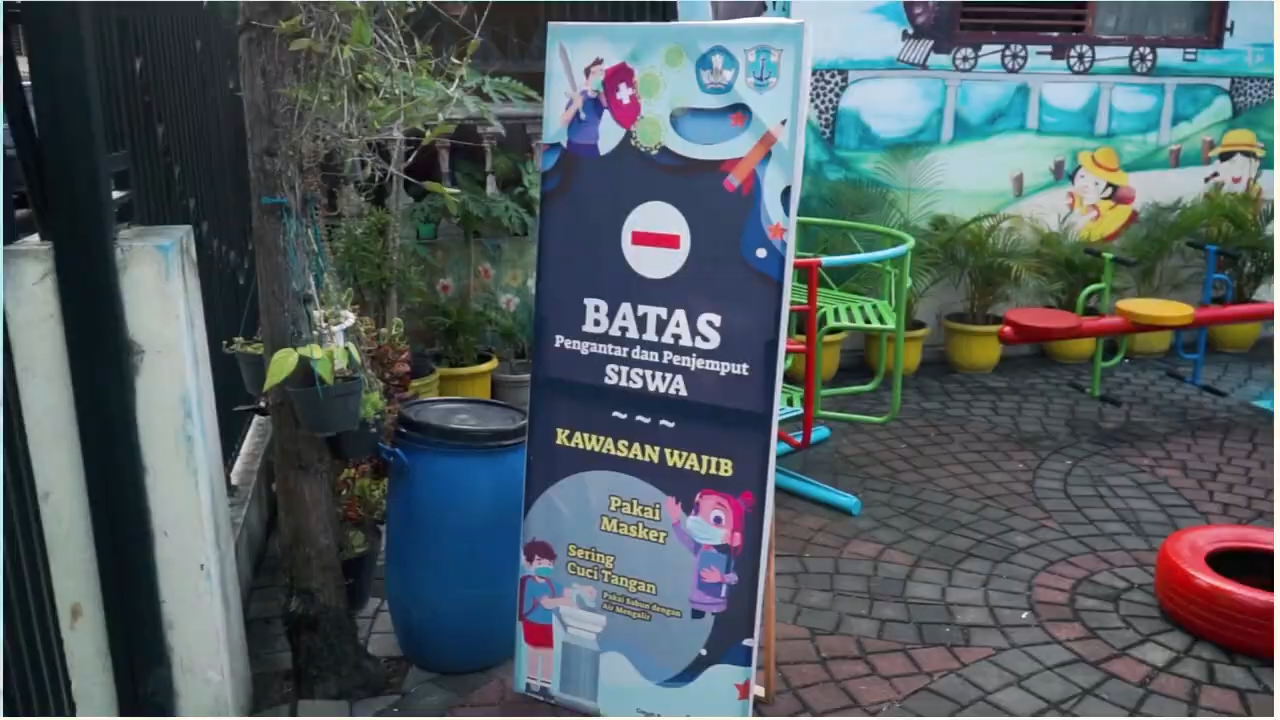 BATAS
Pengantar dan Penjemput
SISWA
~ ~ ~
KAWASAN WAJIB
Pakai
Masker
Sering
Cuci Tangan
Pakai Sabun dengan
Air Mengalir